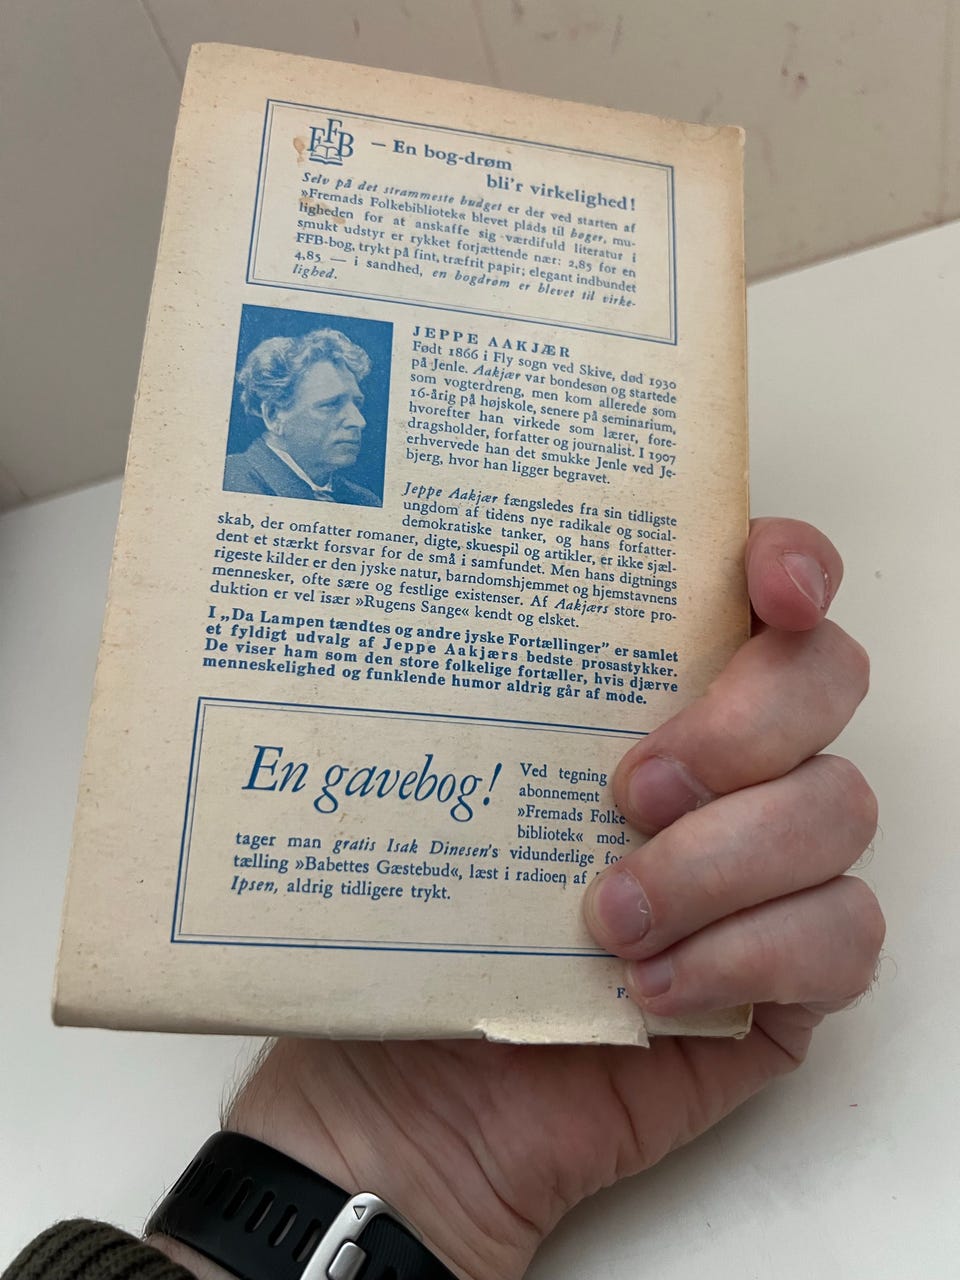 FFB
— En bog-drøm
bli'r virkelighed!
Selv på det strammeste budget er der ved starten af
»Fremads Folkebibliotek« blevet plads til bøger, mu-
ligheden for at anskaffe sig værdifuld literatur i
smukt udstyr er rykket forjættende nær: 2,85 for en
FFB-bog, trykt på fint, træfrit papir; elegant indbundet
4,85 — i sandhed, en bogdrøm er blevet til virke-
lighed.
JEPPE AAKJÆR
Født 1866 i Fly sogn ved Skive, død 1930
på Jenle. Aakjær var bondesøn og startede
som vogterdreng, men kom allerede som
16-årig på højskole, senere på seminarium,
hvorefter han virkede som lærer, fore-
dragsholder, forfatter og journalist. I 1907
erhvervede han det smukke Jenle ved Je-
bjerg, hvor han ligger begravet.
Jeppe Aakjær fængsledes fra sin tidligste
ungdom af tidens nye radikale og social-
demokratiske tanker, og hans forfatter-
skab, der omfatter romaner, digte, skuespil og artikler, er ikke sjæl-
dent et stærkt forsvar for de små i samfundet. Men hans digtnings
rigeste kilder er den jyske natur, barndomshjemmet og hjemstavnens
mennesker, ofte sære og festlige existenser. Af Aakjærs store pro-
duktion er vel især »Rugens Sange« kendt og elsket.
I „Da Lampen tændtes og andre jyske Fortællinger” er samlet
et fyldigt udvalg af Jeppe Aakjærs bedste prosastykker.
De viser ham som den store folkelige fortæller, hvis djærve
menneskelighed og funklende humor aldrig går af mode.
En gavebog!
Ved tegning
abonnement
»Fremads Folke-
bibliotek« mod-
tager man gratis Isak Dinesen's vidunderlige fo
tælling »Babettes Gæstebud«, læst i radioen af
Ipsen, aldrig tidligere trykt.
F.